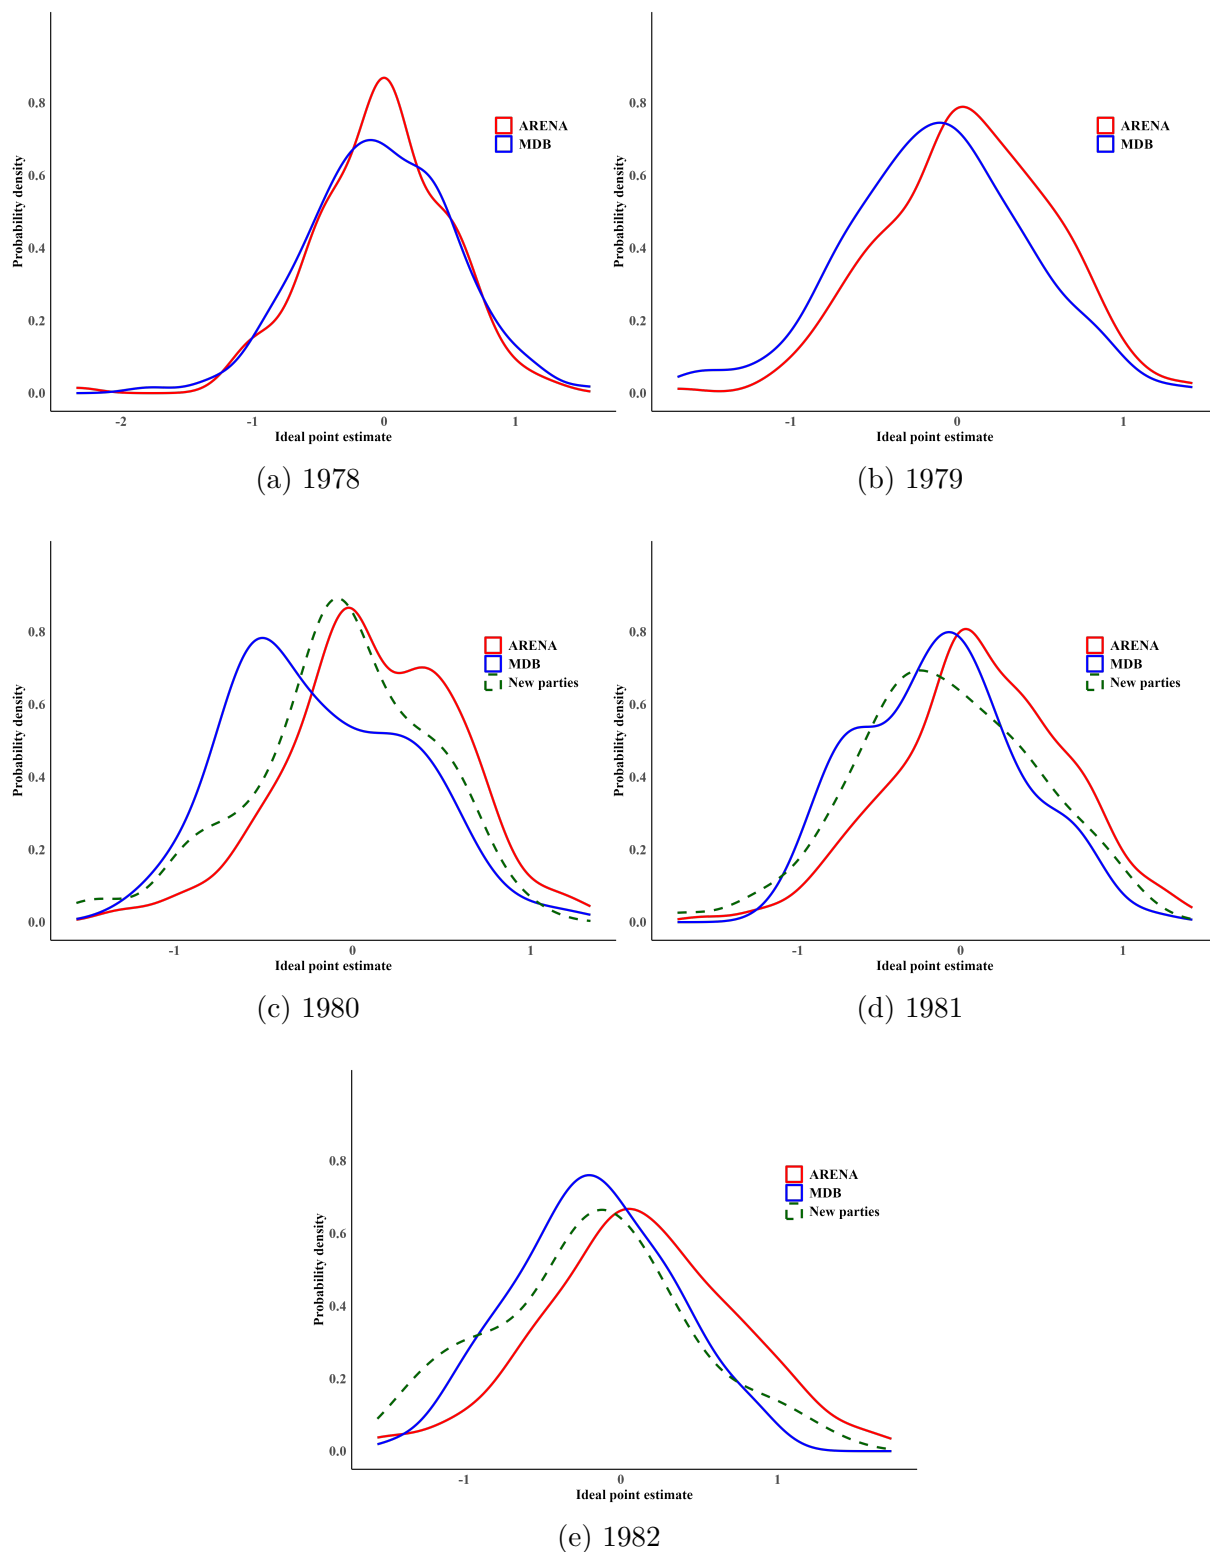 0.8
0.6
0.4
0.2
0.0
Probability density
ARENA
MDB
-2
-1
0
1
Ideal point estimate
(a) 1978
0.8
0.6
0.4
0.2
0.0
Probability density
ARENA
MDB
-1
0
1
Ideal point estimate
(b) 1979
0.8
0.6
0.4
0.2
0.0
Probability density
ARENA
MDB
New parties
-1
0
1
Ideal point estimate
(c) 1980
0.8
0.6
0.4
0.2
0.0
Probability density
ARENA
MDB
New parties
-1
0
1
Ideal point estimate
(d) 1981
0.8
0.6
0.4
0.2
0.0
Probability density
ARENA
MDB
New parties
-1
0
1
Ideal point estimate
(e) 1982